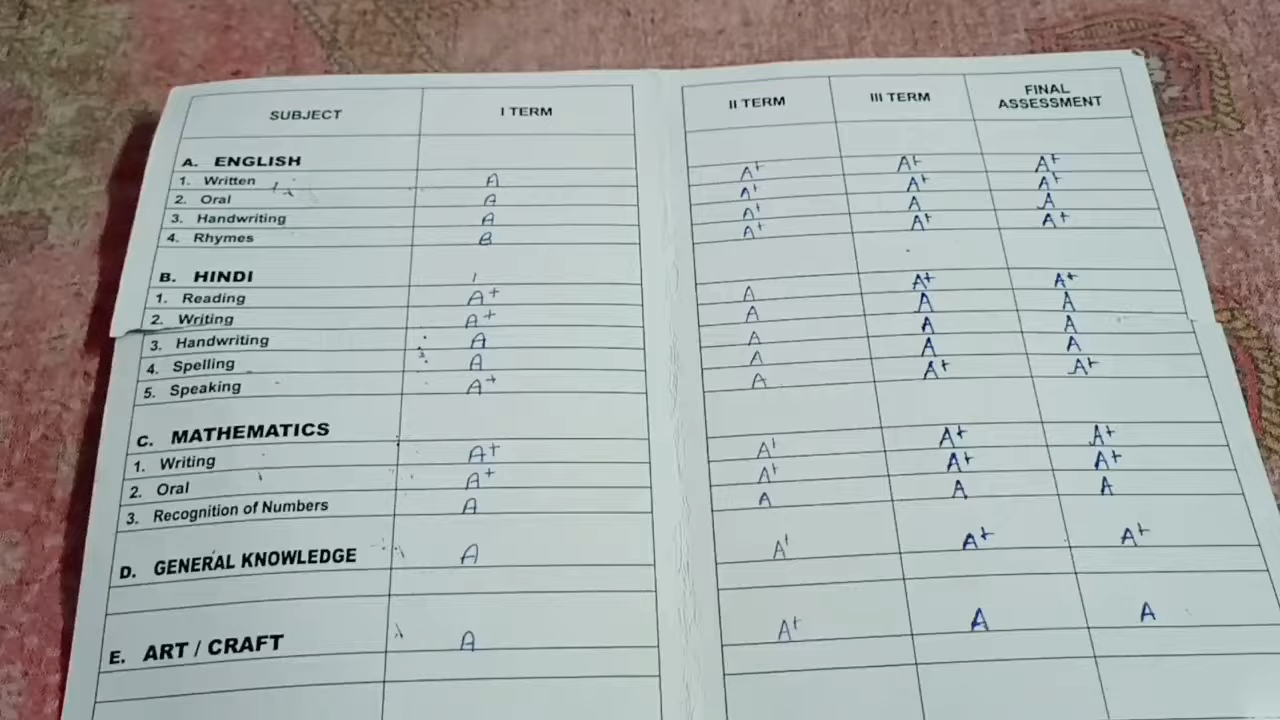 SUBJECT I TERM II TERM III TERM FINAL ASSESSMENT
A. ENGLISH
1. Written A A+ A+ A+
2. Oral A A+ A+ A+
3. Handwriting A A+ A A
4. Rhymes B A+ A+ A+
B. HINDI
1. Reading A+ A A+ A+
2. Writing A+ A A A
3. Handwriting A A A A
4. Spelling A A A A
5. Speaking A+ A A+ A+
C. MATHEMATICS
1. Writing A+ A+ A+ A+
2. Oral A+ A+ A+ A+
3. Recognition of Numbers A A A A
D. GENERAL KNOWLEDGE A A+ A+ A+
E. ART / CRAFT A A+ A A